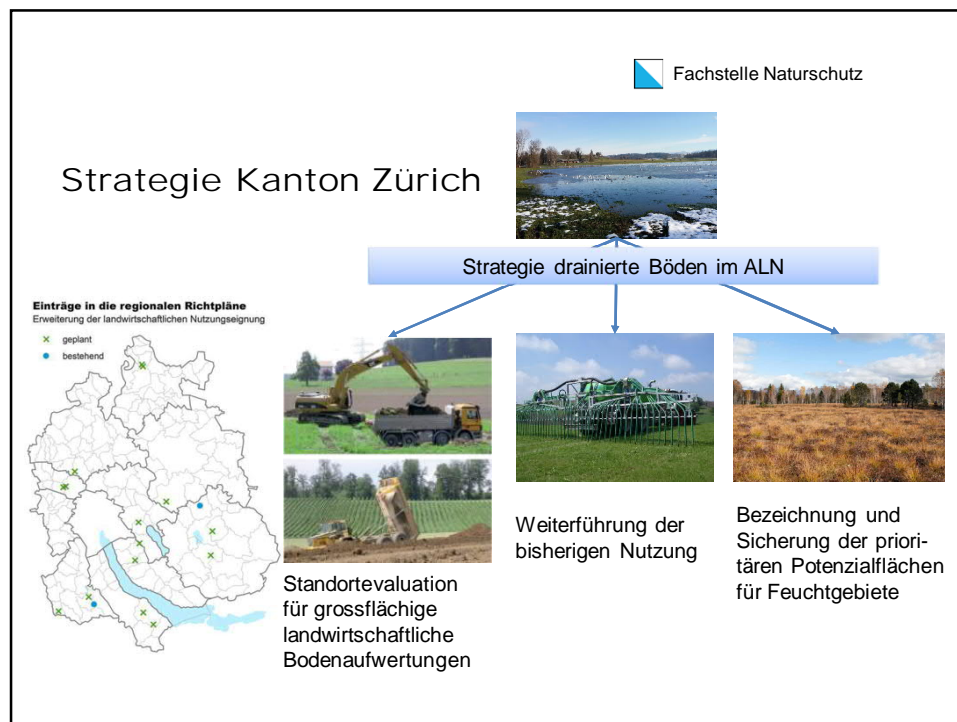 Fachstelle Naturschutz
Strategie Kanton Zürich
Strategie drainierte Böden im ALN
Einträge in die regionalen Richtpläne
Erweiterung der landwirtschaftlichen Nutzungseignung
geplant
bestehend
Standortevaluation
für grossflächige
landwirtschaftliche
Bodenaufwertungen
Weiterführung der
bisherigen Nutzung
Bezeichnung und
Sicherung der priori-
tären Potenzialflächen
für Feuchtgebiete